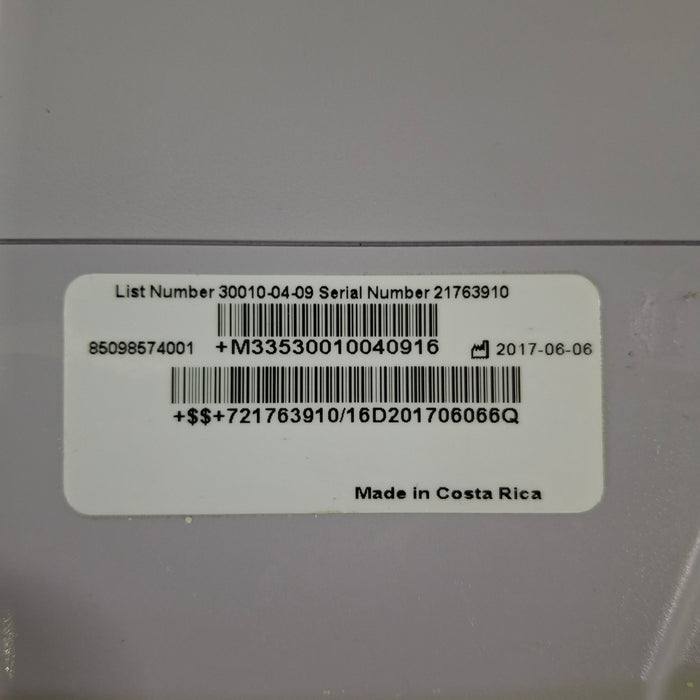 List Number 30010-04-09 Serial Number 21763910
85098574001 +M33530010040916 2017-06-06
+$$+721763910/16D201706066Q
Made in Costa Rica